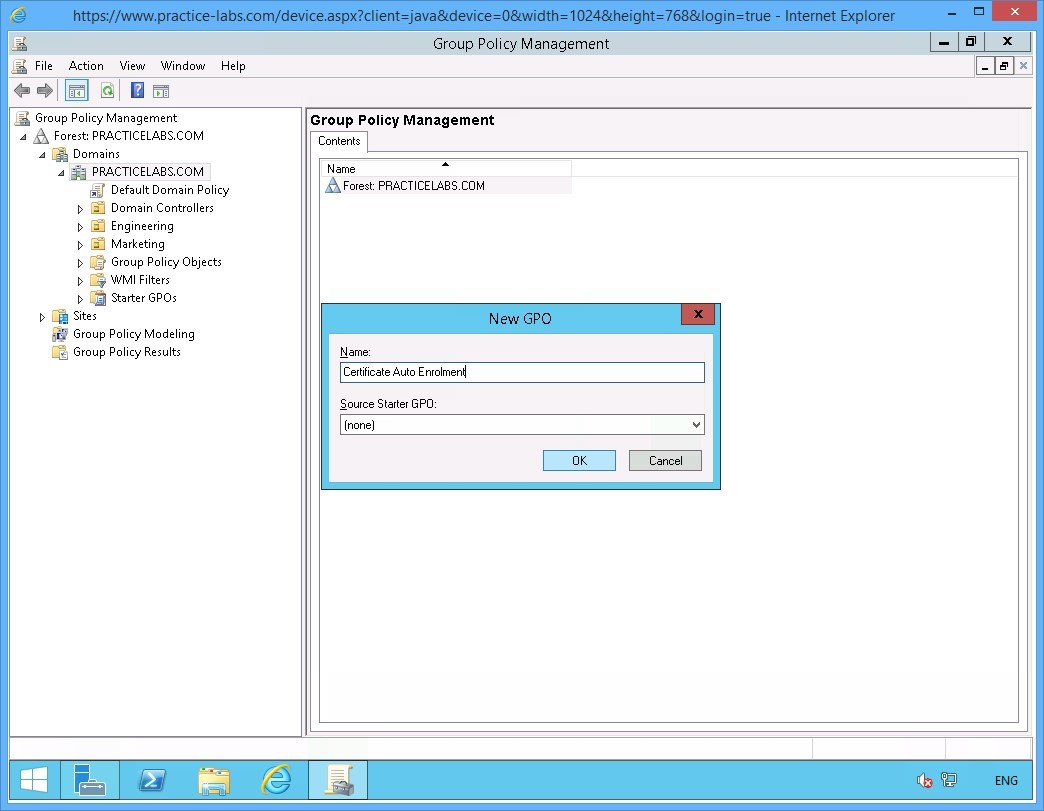 https://www.practice-labs.com/device.aspx?client=java&device=0&width=1024&height=768&login=true - Internet Explorer
Group Policy Management
File Action View Window Help
Group Policy Management
Forest: PRACTICELABS.COM
Domains
PRACTICELABS.COM
Default Domain Policy
Domain Controllers
Engineering
Marketing
Group Policy Objects
WMI Filters
Starter GPOs
Sites
Group Policy Modeling
Group Policy Results
Group Policy Management
Contents
Name
Forest: PRACTICELABS.COM
New GPO
Name:
Certificate Auto Enrolment
Source Starter GPO:
(none)
OK Cancel
ENG